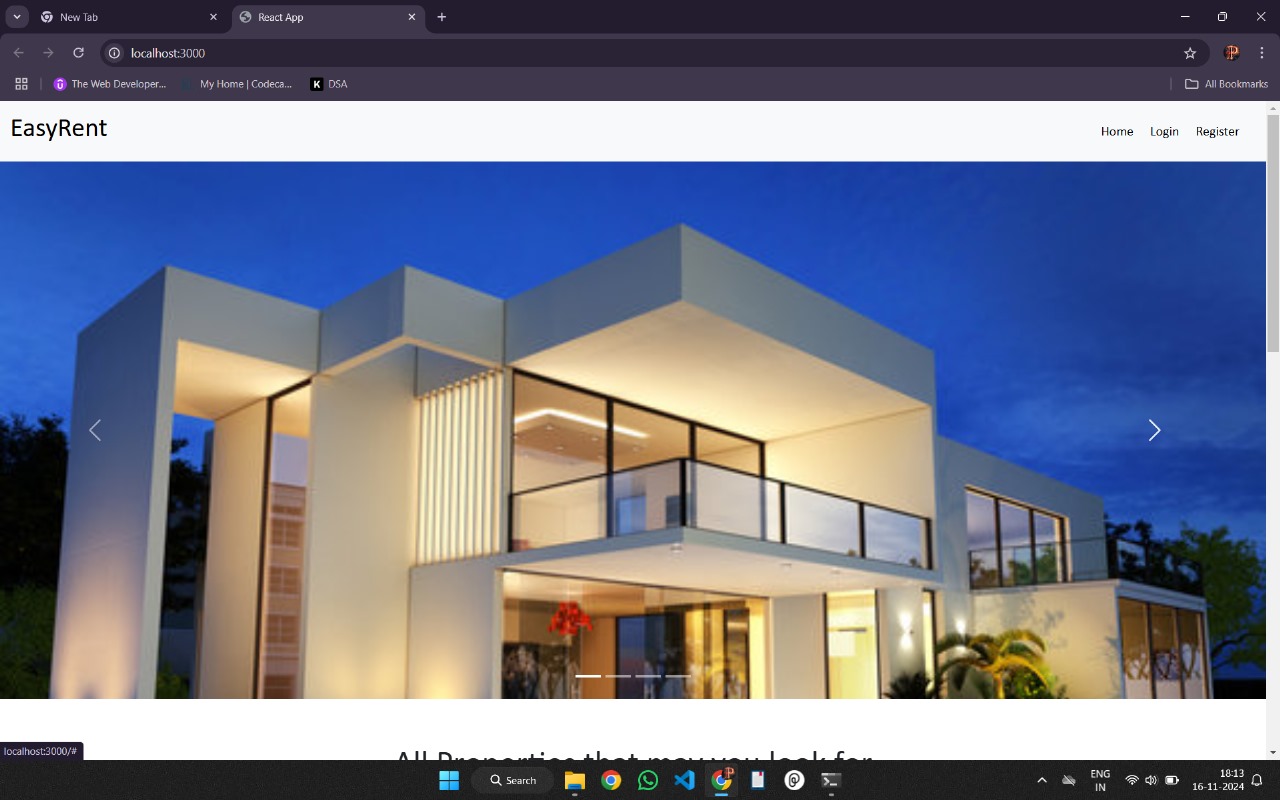 New Tab
React App
localhost:3000
The Web Developer...
My Home | Codeca...
K DSA
All Bookmarks
EasyRent
Home Login Register
All Properties that may you look for
localhost:3000/#
Search
ENG
IN
18:13
16-11-2024